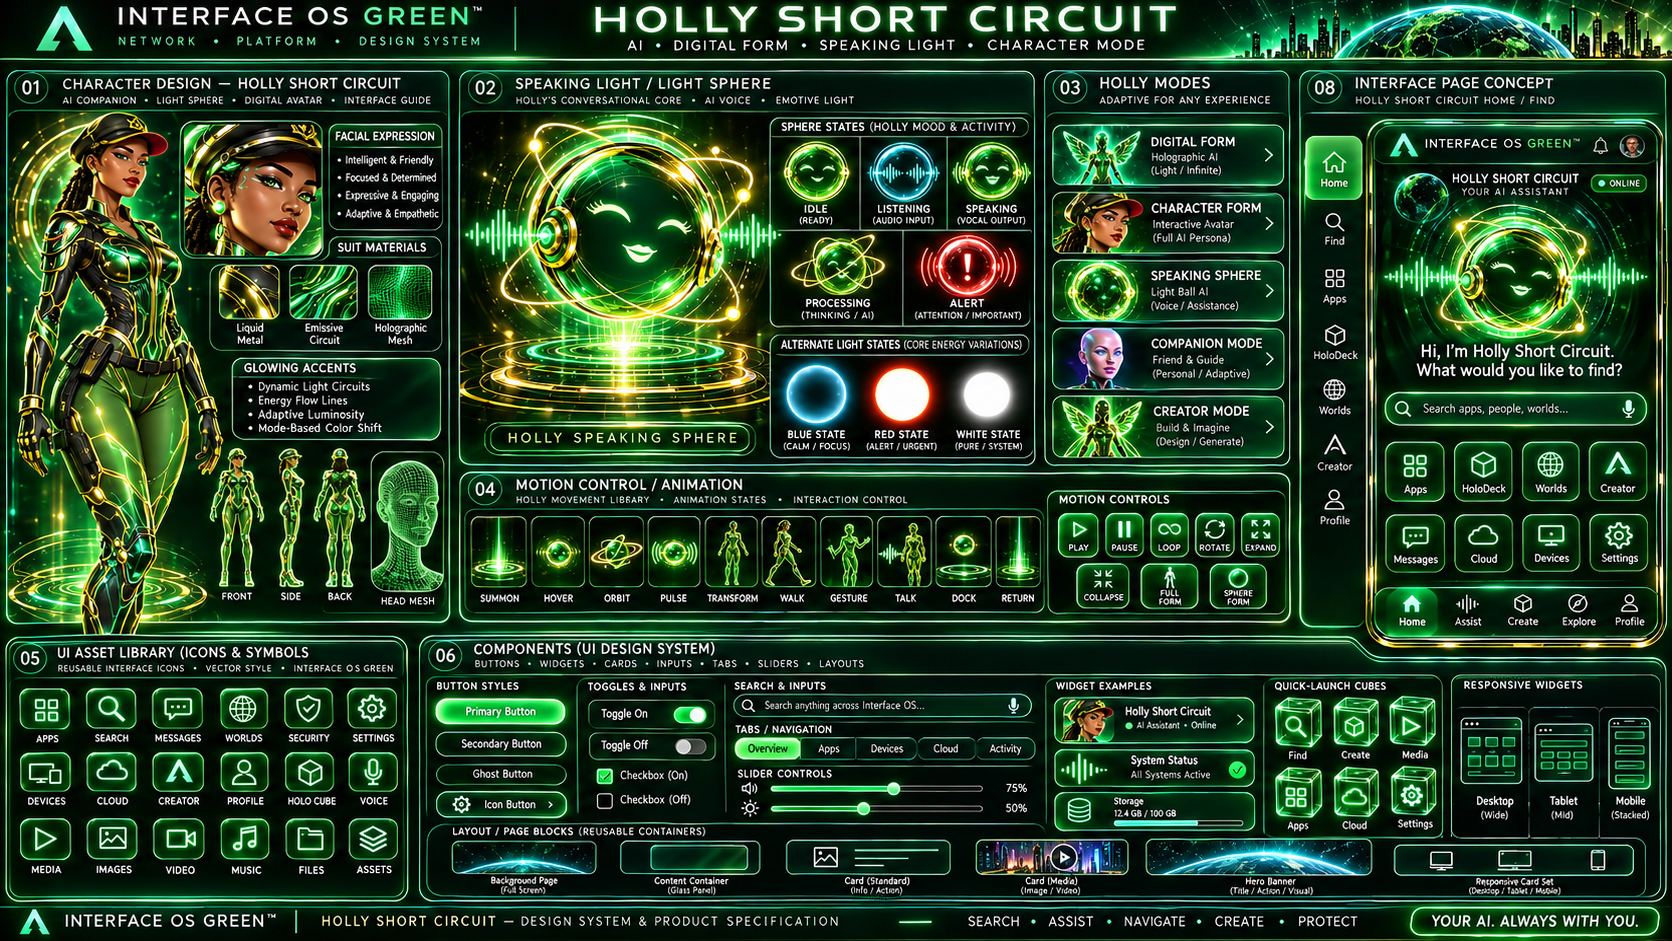 INTERFACE OS GREEN™
NETWORK • PLATFORM • DESIGN SYSTEM
HOLLY SHORT CIRCUIT
AI • DIGITAL FORM • SPEAKING LIGHT • CHARACTER MODE
01 CHARACTER DESIGN — HOLLY SHORT CIRCUIT
AI COMPANION • LIGHT SPHERE • DIGITAL AVATAR • INTERFACE GUIDE
FACIAL EXPRESSION
• Intelligent & Friendly
• Focused & Determined
• Expressive & Engaging
• Adaptive & Empathetic
SUIT MATERIALS
Liquid Metal
Emissive Circuit
Holographic Mesh
GLOWING ACCENTS
• Dynamic Light Circuits
• Energy Flow Lines
• Adaptive Luminosity
• Mode-Based Color Shift
FRONT
SIDE
BACK
HEAD MESH
02 SPEAKING LIGHT / LIGHT SPHERE
HOLLY'S CONVERSATIONAL CORE • AI VOICE • EMOTIVE LIGHT
HOLLY SPEAKING SPHERE
SPHERE STATES (HOLLY MOOD & ACTIVITY)
IDLE
(READY)
LISTENING
(AUDIO INPUT)
SPEAKING
(VOCAL OUTPUT)
PROCESSING
(THINKING / AI)
ALERT
(ATTENTION / IMPORTANT)
ALTERNATE LIGHT STATES (CORE ENERGY VARIATIONS)
BLUE STATE
(CALM / FOCUS)
RED STATE
(ALERT / URGENT)
WHITE STATE
(PURE / SYSTEM)
03 HOLLY MODES
ADAPTIVE FOR ANY EXPERIENCE
DIGITAL FORM
Holographic AI
(Light / Infinite)
CHARACTER FORM
Interactive Avatar
(Full AI Persona)
SPEAKING SPHERE
Light Ball AI
(Voice / Assistance)
COMPANION MODE
Friend & Guide
(Personal / Adaptive)
CREATOR MODE
Build & Imagine
(Design / Generate)
04 MOTION CONTROL / ANIMATION
HOLLY MOVEMENT LIBRARY • ANIMATION STATES • INTERACTION CONTROL
SUMMON
HOVER
ORBIT
PULSE
TRANSFORM
WALK
GESTURE
TALK
DOCK
RETURN
MOTION CONTROLS
PLAY
PAUSE
LOOP
ROTATE
EXPAND
COLLAPSE
FULL FORM
SPHERE FORM
08 INTERFACE PAGE CONCEPT
HOLLY SHORT CIRCUIT HOME / FIND
Home
Find
Apps
HoloDeck
Worlds
Creator
Profile
INTERFACE OS GREEN™
HOLLY SHORT CIRCUIT
YOUR AI ASSISTANT
ONLINE
Hi, I'm Holly Short Circuit.
What would you like to find?
Search apps, people, worlds...
Apps
HoloDeck
Worlds
Creator
Messages
Cloud
Devices
Settings
Home
Assist
Create
Explore
Profile
05 UI ASSET LIBRARY (ICONS & SYMBOLS
REUSABLE INTERFACE ICONS • VECTOR STYLE • INTERFACE OS GREEN
APPS
SEARCH
MESSAGES
WORLDS
SECURITY
SETTINGS
DEVICES
CLOUD
CREATOR
PROFILE
HOLO CUBE
VOICE
MEDIA
IMAGES
VIDEO
MUSIC
FILES
ASSETS
06 COMPONENTS (UI DESIGN SYSTEM)
BUTTONS • WIDGETS • CARDS • INPUTS • TABS • SLIDERS • LAYOUTS
BUTTON STYLES
Primary Button
Secondary Button
Ghost Button
Icon Button
TOGGLES & INPUTS
Toggle On
Toggle Off
Checkbox (On)
Checkbox (Off)
SEARCH & INPUTS
Search anything across Interface OS...
TABS / NAVIGATION
Overview
Apps
Devices
Cloud
Activity
SLIDER CONTROLS
75%
50%
WIDGET EXAMPLES
Holly Short Circuit
AI Assistant • Online
System Status
All Systems Active
Storage
12.4 GB / 100 GB
QUICK-LAUNCH CUBES
Find
Create
Media
Apps
Cloud
Settings
RESPONSIVE WIDGETS
Desktop
(Wide)
Tablet
(Mid)
Mobile
(Stacked)
LAYOUT / PAGE BLOCKS (REUSABLE CONTAINERS)
Background Page
(Full Screen)
Content Container
(Glass Panel)
Card (Standard)
(Info / Action)
Card (Media)
(Image / Video)
Hero Banner
(Title / Action / Visual)
Responsive Card Set
(Desktop / Tablet / Mobile)
INTERFACE OS GREEN™
HOLLY SHORT CIRCUIT — DESIGN SYSTEM & PRODUCT SPECIFICATION
SEARCH • ASSIST • NAVIGATE • CREATE • PROTECT
YOUR AI. ALWAYS WITH YOU.